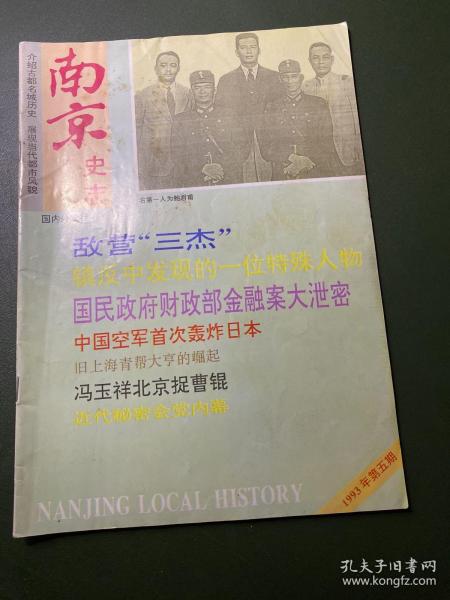 介绍古都名城历史 展现当代都市风貌
南京
史志
国内
右第一人为鲍君甫
敌营“三杰”
镇反中发现的一位特殊人物
国民政府财政部金融案大泄密
中国空军首次轰炸日本
旧上海青帮大亨的崛起
冯玉祥北京捉曹锟
近代秘密会党内幕
1993年第五期
NANJING LOCAL HISTORY
孔夫子旧书网
www.kongfz.com